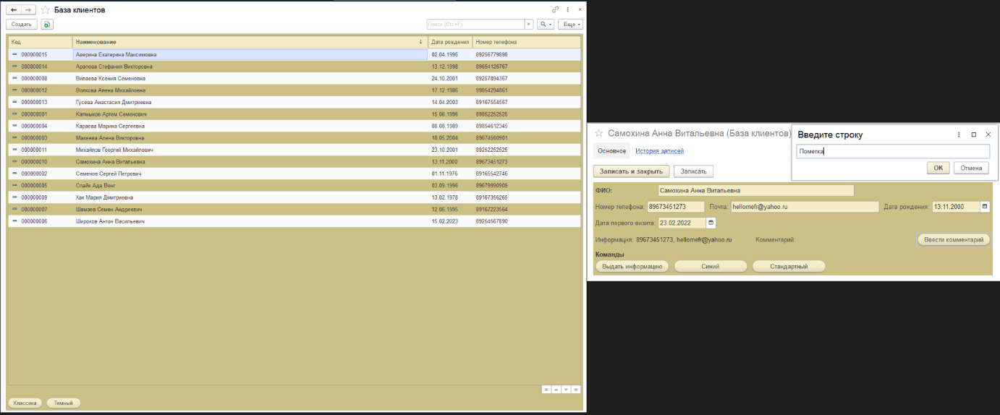 База клиентов
Создать
Поиск (Ctrl+F)
Еще
Код Наименование Дата рождения Номер телефона
000000015 Аверина Екатерина Максимовна 02.04.1996 89256779898
000000014 Арапова Стефания Викторовна 13.12.1998 89654126767
000000008 Вилаева Ксения Семеновна 24.10.2001 89257894367
000000012 Волкова Алена Михайловна 17.12.1986 99854294861
000000013 Гусева Анастасия Дмитриевна 14.04.2003 89167554567
000000001 Калмыков Артем Семенович 15.06.1996 89852252525
000000004 Караева Марина Сергеевна 08.08.1989 89854612345
000000003 Макеева Алена Викторовна 18.05.2004 89674560901
000000011 Михайлов Георгий Михайлович 23.10.2001 89252252525
000000010 Самохина Анна Витальевна 13.11.2000 89673451273
000000002 Семенов Сергей Петрович 01.11.1976 89165542746
000000005 Спайк Ада Вонг 03.09.1996 89679990909
000000009 Хак Мария Дмитриевна 13.02.1978 89167356265
000000007 Шамаев Семен Андреевич 12.06.1995 89167223564
000000006 Широков Антон Васильевич 15.02.2023 89254567890
Классика Темный
Самохина Анна Витальевна (База клиентов)
Основное История записей
Записать и закрыть Записать
Введите строку
Пометка
ОК Отмена
ФИО: Самохина Анна Витальевна
Номер телефона: 89673451273 Почта: hellomefr@yahoo.ru Дата рождения: 13.11.2000
Дата первого визита: 23.02.2022
Информация: 89673451273, hellomefr@yahoo.ru Комментарий: Ввести комментарий
Команды
Выдать информацию Синий Стандартный